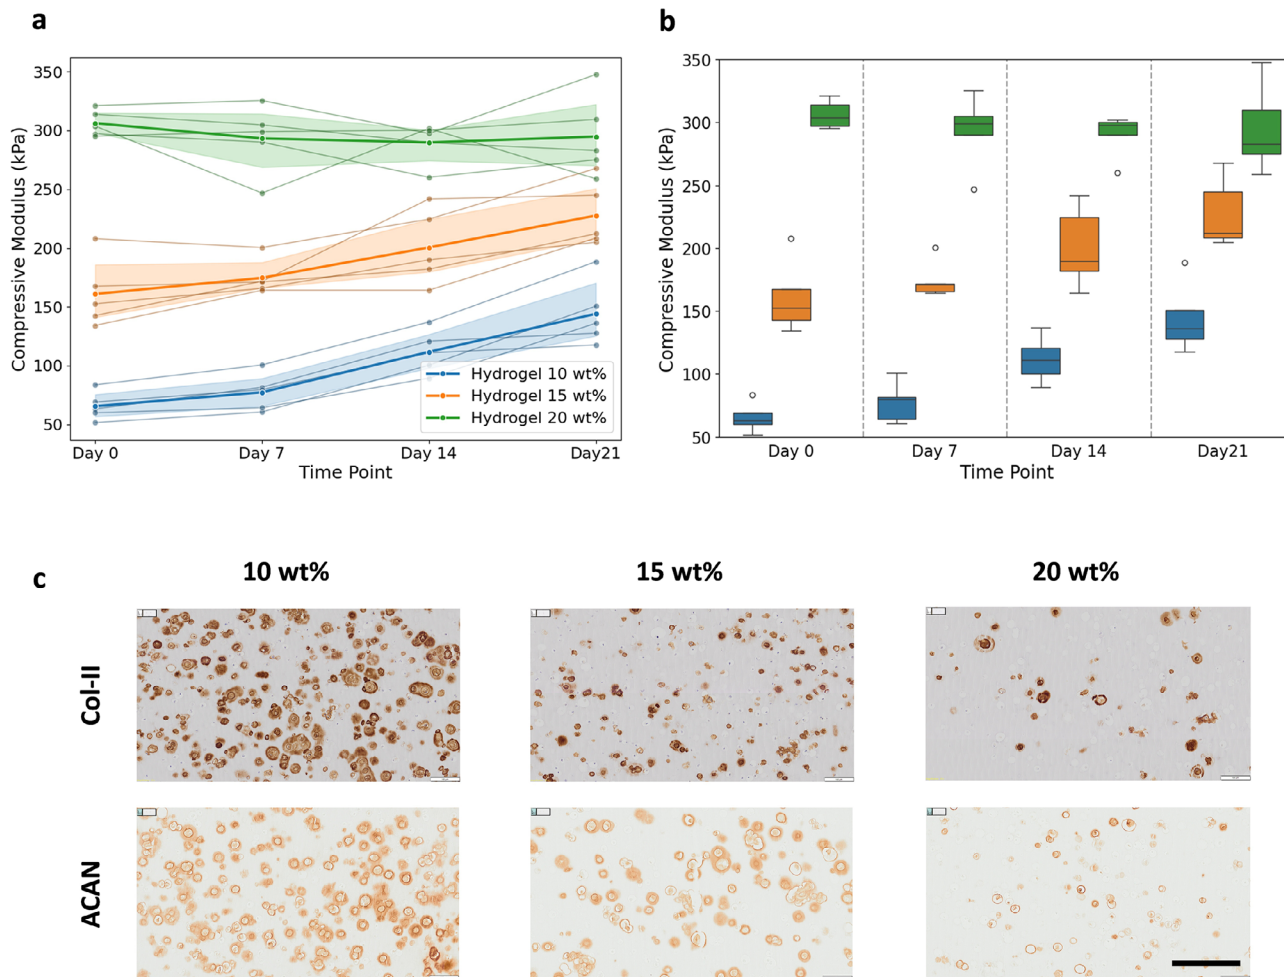 a
b
350
300
250
200
150
100
50
Compressive Modulus (kPa)
Hydrogel 10 wt%
Hydrogel 15 wt%
Hydrogel 20 wt%
Day 0
Day 7
Day 14
Day21
Time Point
350
300
250
200
150
100
50
Compressive Modulus (kPa)
Day 0
Day 7
Day 14
Day21
Time Point
c
10 wt%
15 wt%
20 wt%
Col-II
ACAN